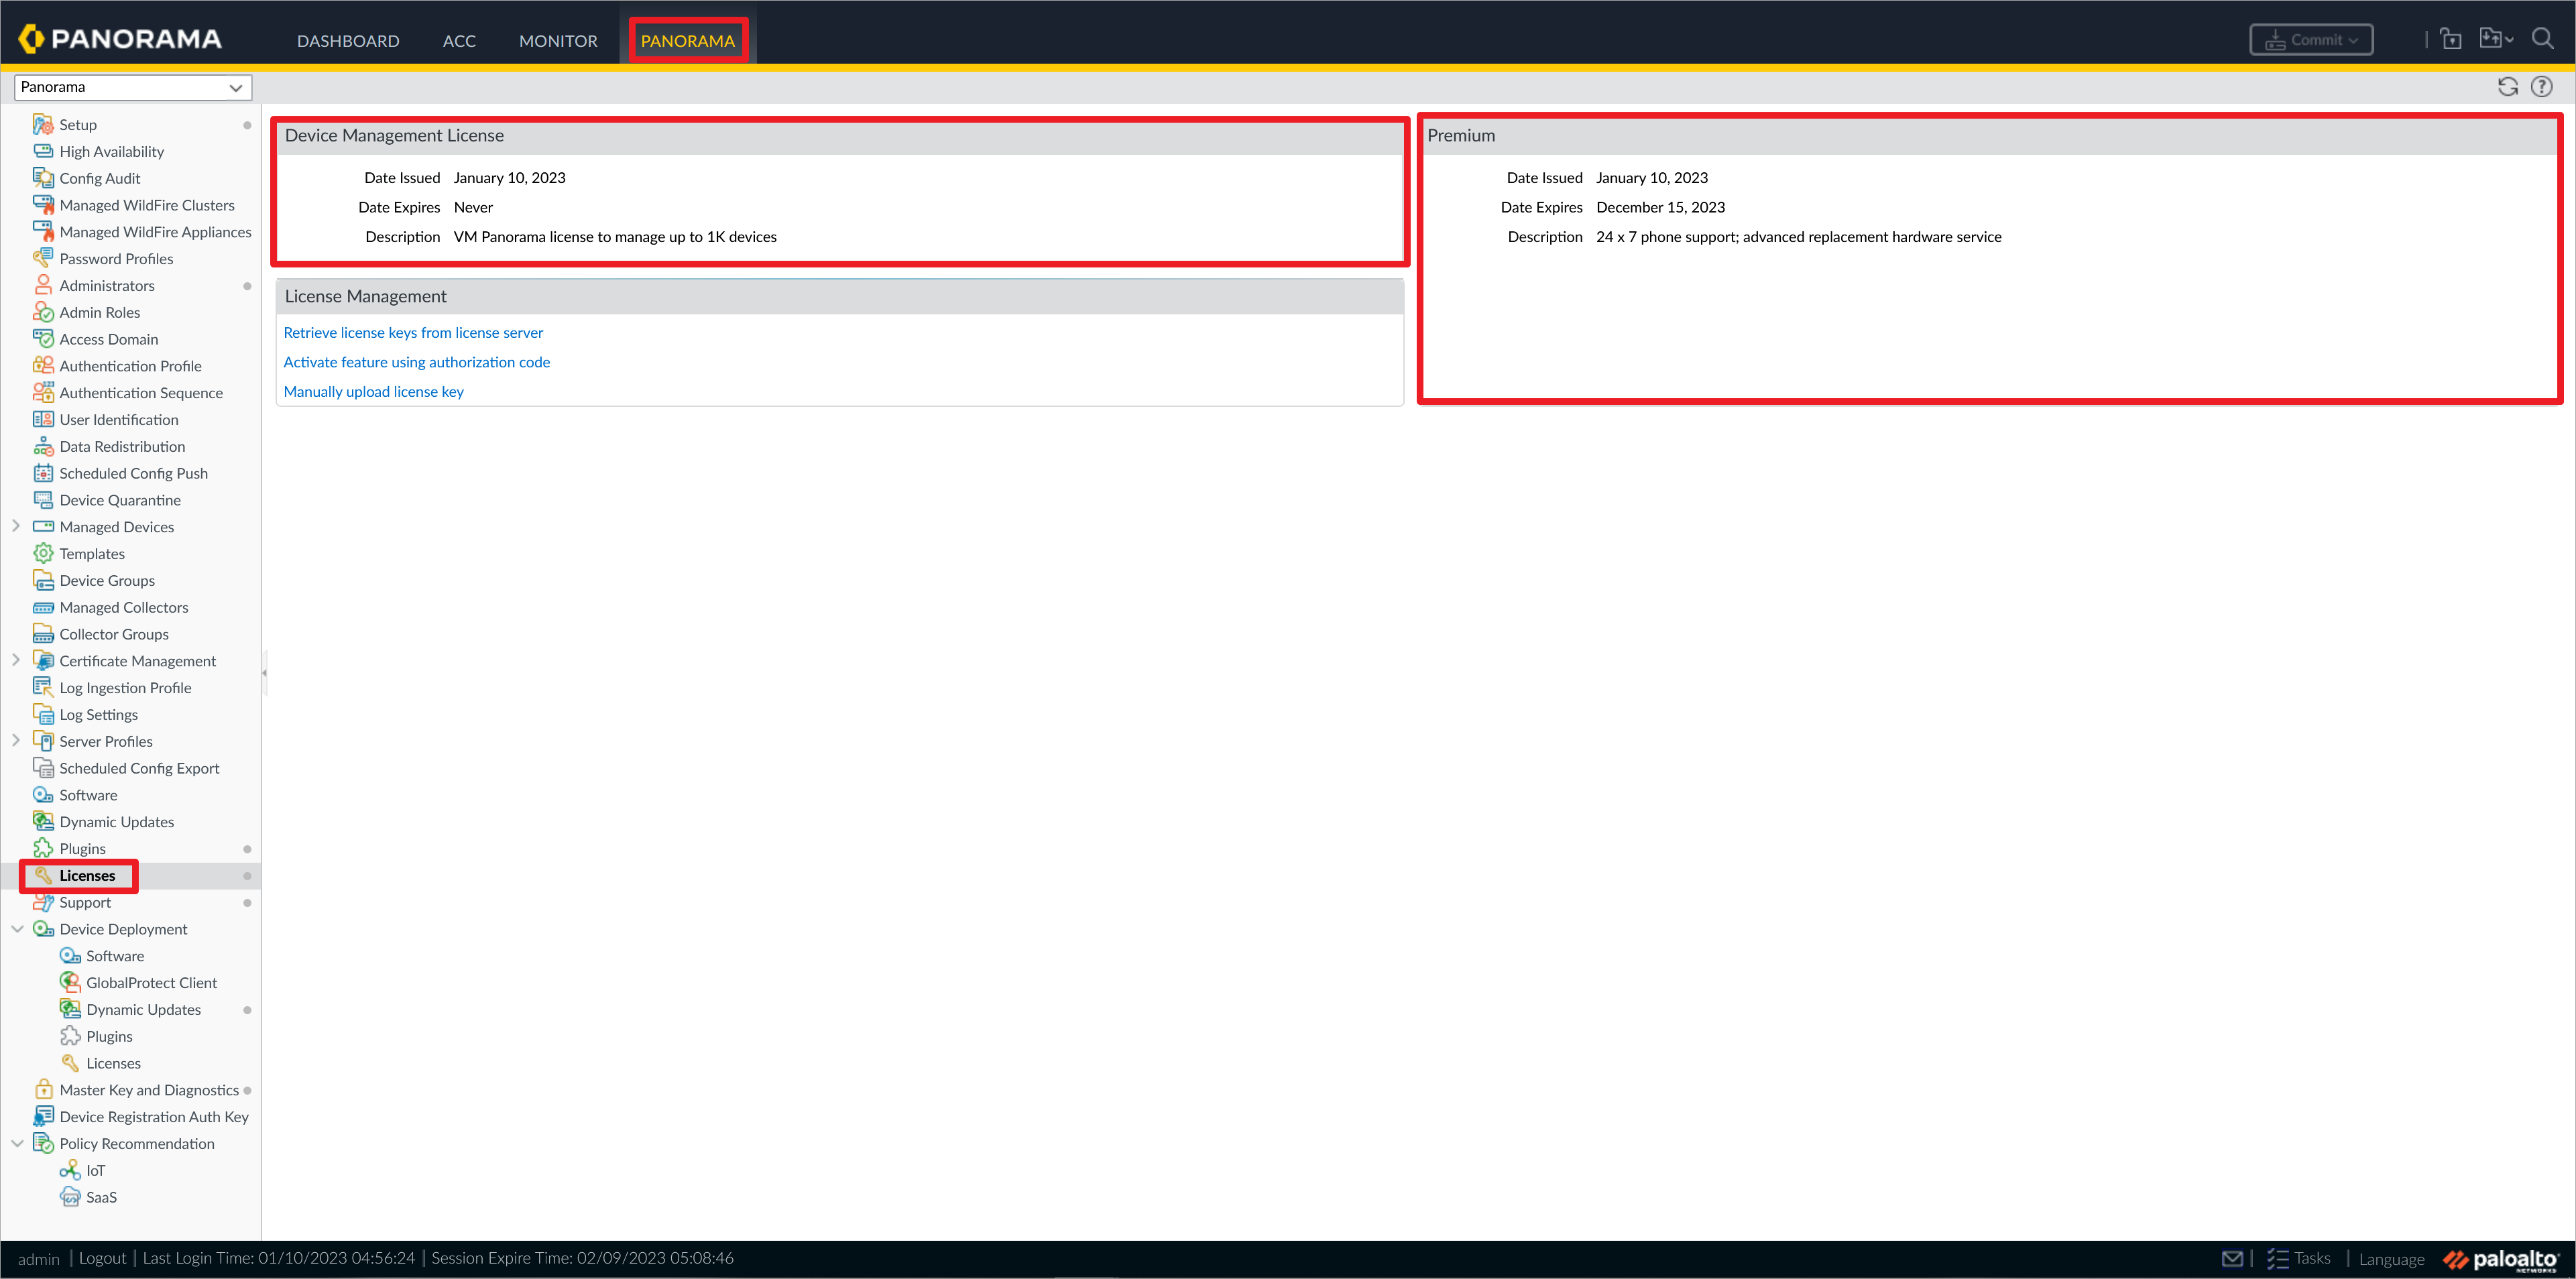 PANORAMA
DASHBOARD
ACC
MONITOR
PANORAMA
Commit
Panorama
Setup
High Availability
Config Audit
Managed WildFire Clusters
Managed WildFire Appliances
Password Profiles
Administrators
Admin Roles
Access Domain
Authentication Profile
Authentication Sequence
User Identification
Data Redistribution
Scheduled Config Push
Device Quarantine
Managed Devices
Templates
Device Groups
Managed Collectors
Collector Groups
Certificate Management
Log Ingestion Profile
Log Settings
Server Profiles
Scheduled Config Export
Software
Dynamic Updates
Plugins
Licenses
Support
Device Deployment
Software
GlobalProtect Client
Dynamic Updates
Plugins
Licenses
Master Key and Diagnostics
Device Registration Auth Key
Policy Recommendation
IoT
SaaS
Device Management License
Date Issued January 10, 2023
Date Expires Never
Description VM Panorama license to manage up to 1K devices
License Management
Retrieve license keys from license server
Activate feature using authorization code
Manually upload license key
Premium
Date Issued January 10, 2023
Date Expires December 15, 2023
Description 24 x 7 phone support; advanced replacement hardware service
admin | Logout | Last Login Time: 01/10/2023 04:56:24 | Session Expire Time: 02/09/2023 05:08:46
Tasks | Language
paloalto
NETWORKS